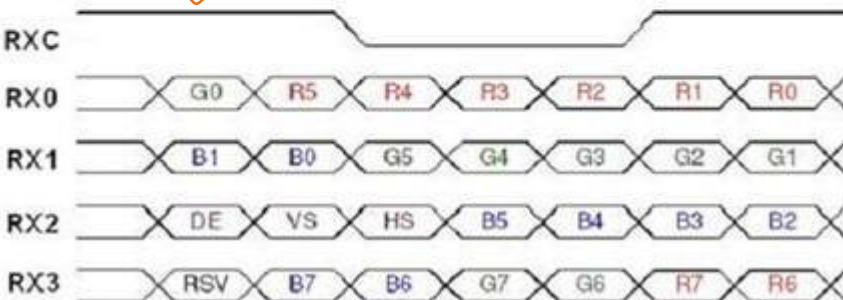 RXC
RX0 G0 R5 R4 R3 R2 R1 R0
RX1 B1 B0 G5 G4 G3 G2 G1
RX2 DE VS HS B5 B4 B3 B2
RX3 RSV B7 B6 G7 G6 R7 R6